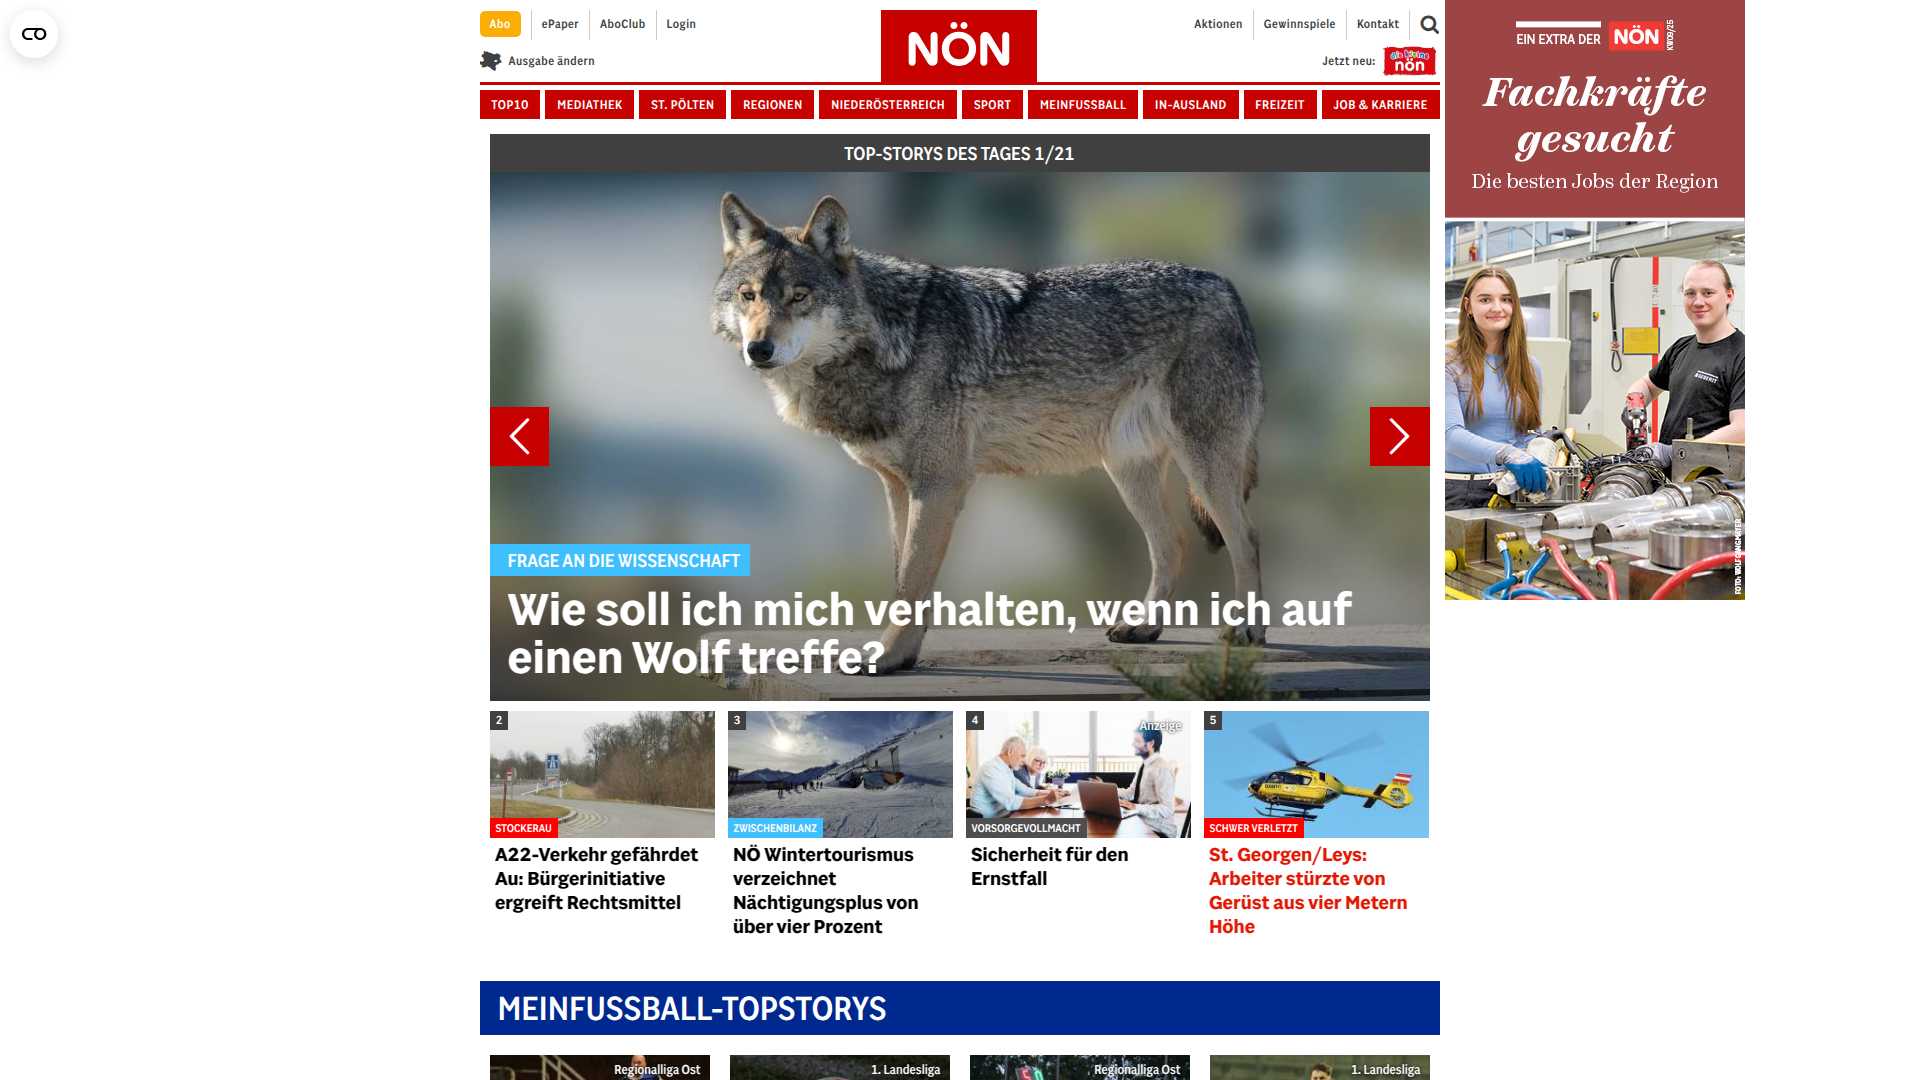 Abo
ePaper
AboClub
Login
Ausgabe ändern
NÖN
Aktionen
Gewinnspiele
Kontakt
Jetzt neu:
die kleine
nön
TOP10
MEDIATHEK
ST. PÖLTEN
REGIONEN
NIEDERÖSTERREICH
SPORT
MEINFUSSBALL
IN-AUSLAND
FREIZEIT
JOB & KARRIERE
TOP-STORYS DES TAGES 1/21
FRAGE AN DIE WISSENSCHAFT
Wie soll ich mich verhalten, wenn ich auf
einen Wolf treffe?
2
STOCKERAU
A22-Verkehr gefährdet
Au: Bürgerinitiative
ergreift Rechtsmittel
3
ZWISCHENBILANZ
NÖ Wintertourismus
verzeichnet
Nächtigungsplus von
über vier Prozent
4
Anzeige
VORSORGEVOLLMACHT
Sicherheit für den
Ernstfall
5
SCHWER VERLETZT
St. Georgen/Leys:
Arbeiter stürzte von
Gerüst aus vier Metern
Höhe
MEINFUSSBALL-TOPSTORYS
Regionalliga Ost
1. Landesliga
Regionalliga Ost
1. Landesliga
EIN EXTRA DER NÖN KW09/25
Fachkräfte
gesucht
Die besten Jobs der Region
FOTO: WOLFGANG MAYER